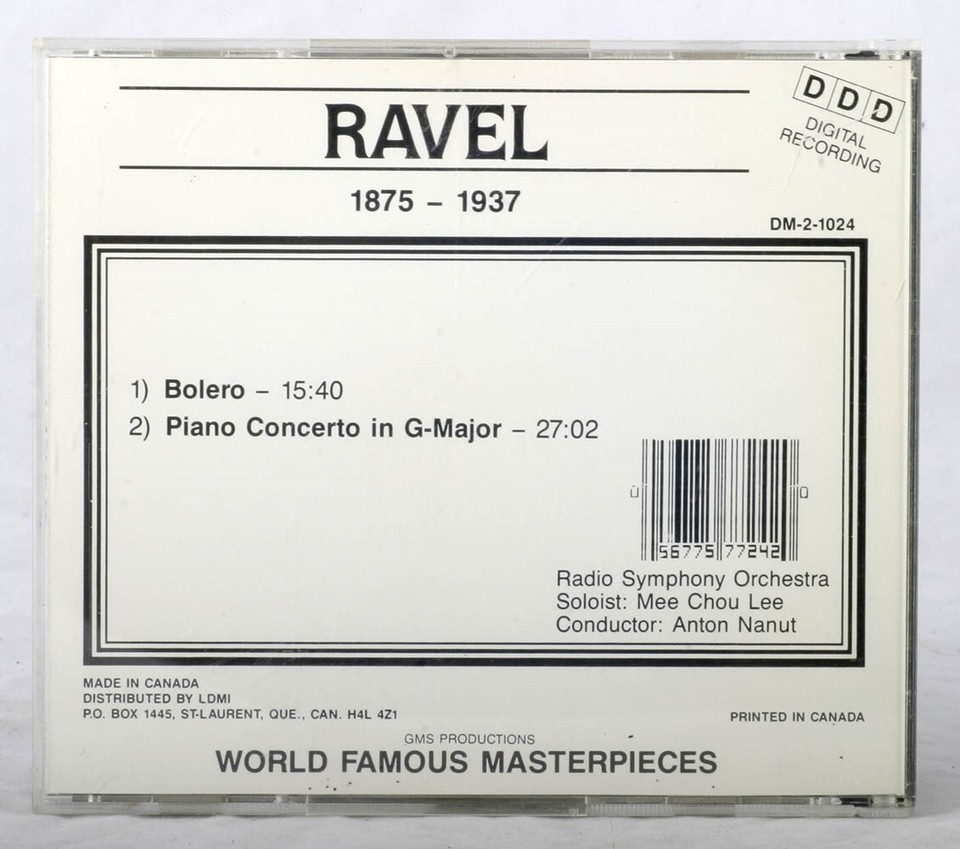 DDD
DIGITAL
RECORDING
RAVEL
1875 – 1937
DM-2-1024
1) Bolero – 15:40
2) Piano Concerto in G-Major – 27:02
0 56775 77242 0
Radio Symphony Orchestra
Soloist: Mee Chou Lee
Conductor: Anton Nanut
MADE IN CANADA
DISTRIBUTED BY LDMI
P.O. BOX 1445, ST-LAURENT, QUE., CAN. H4L 4Z1
PRINTED IN CANADA
GMS PRODUCTIONS
WORLD FAMOUS MASTERPIECES